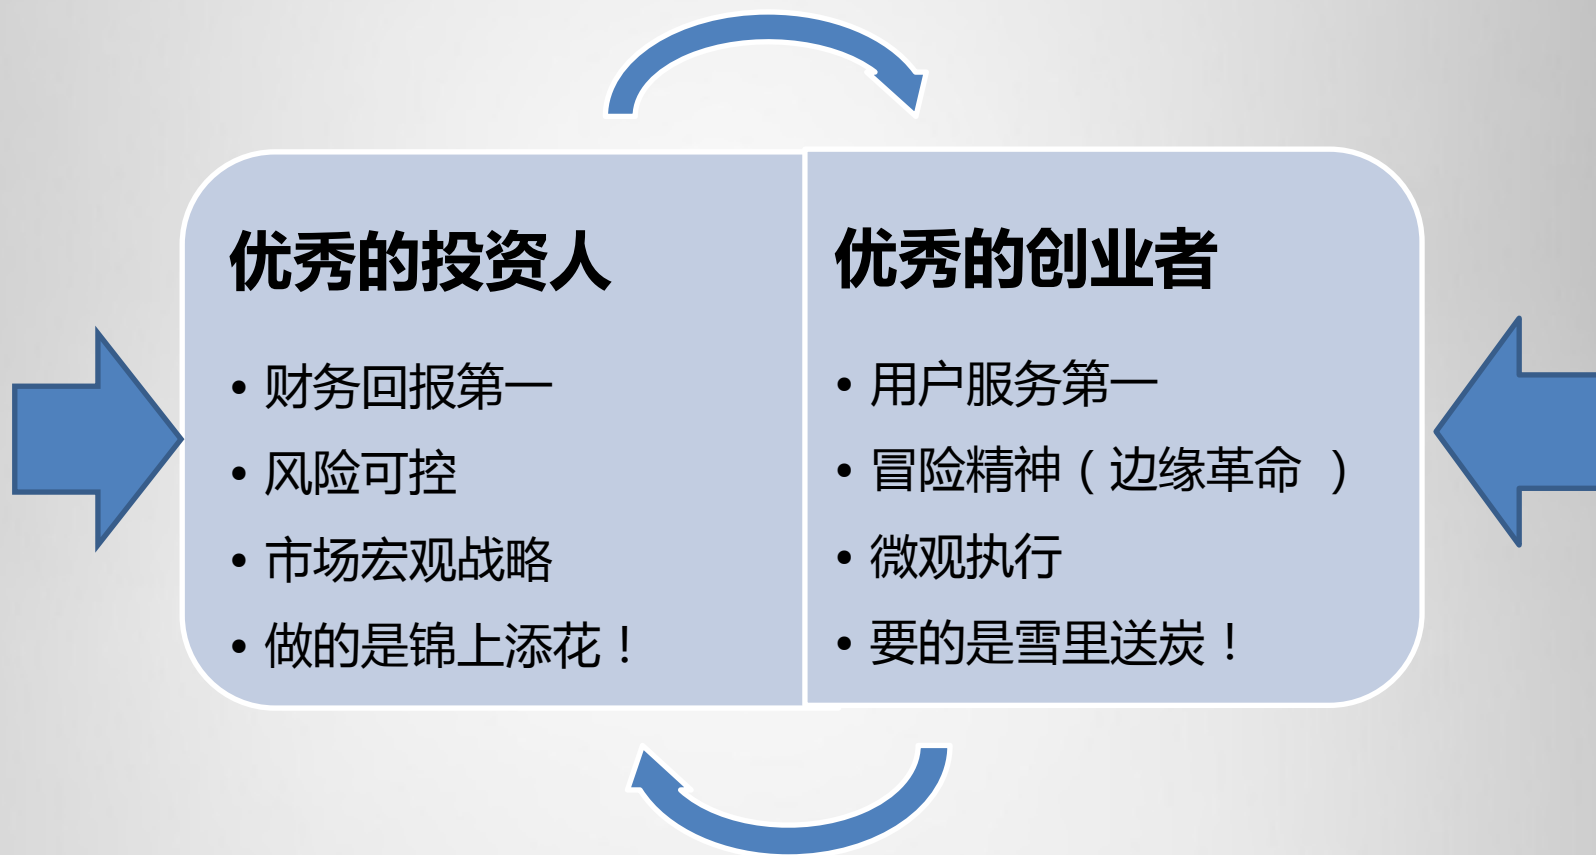 优秀的投资人
• 财务回报第一
• 风险可控
• 市场宏观战略
• 做的是锦上添花！
优秀的创业者
• 用户服务第一
• 冒险精神（边缘革命 ）
• 微观执行
• 要的是雪里送炭！